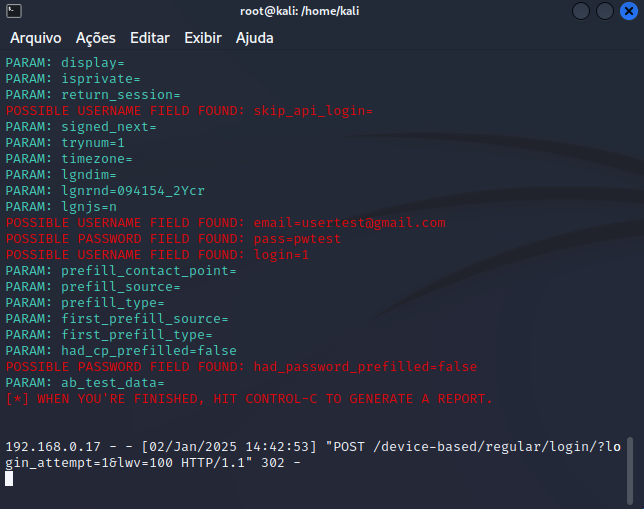 root@kali: /home/kali
Arquivo Ações Editar Exibir Ajuda
PARAM: display=
PARAM: isprivate=
PARAM: return_session=
POSSIBLE USERNAME FIELD FOUND: skip_api_login=
PARAM: signed_next=
PARAM: trynum=1
PARAM: timezone=
PARAM: lgndim=
PARAM: lgnrnd=094154_2Ycr
PARAM: lgnjs=n
POSSIBLE USERNAME FIELD FOUND: email=usertest@gmail.com
POSSIBLE PASSWORD FIELD FOUND: pass=pwtest
POSSIBLE USERNAME FIELD FOUND: login=1
PARAM: prefill_contact_point=
PARAM: prefill_source=
PARAM: prefill_type=
PARAM: first_prefill_source=
PARAM: first_prefill_type=
PARAM: had_cp_prefilled=false
POSSIBLE PASSWORD FIELD FOUND: had_password_prefilled=false
PARAM: ab_test_data=
[*] WHEN YOU'RE FINISHED, HIT CONTROL-C TO GENERATE A REPORT.
192.168.0.17 - - [02/Jan/2025 14:42:53] "POST /device-based/regular/login/?lo
gin_attempt=1&lwv=100 HTTP/1.1" 302 -